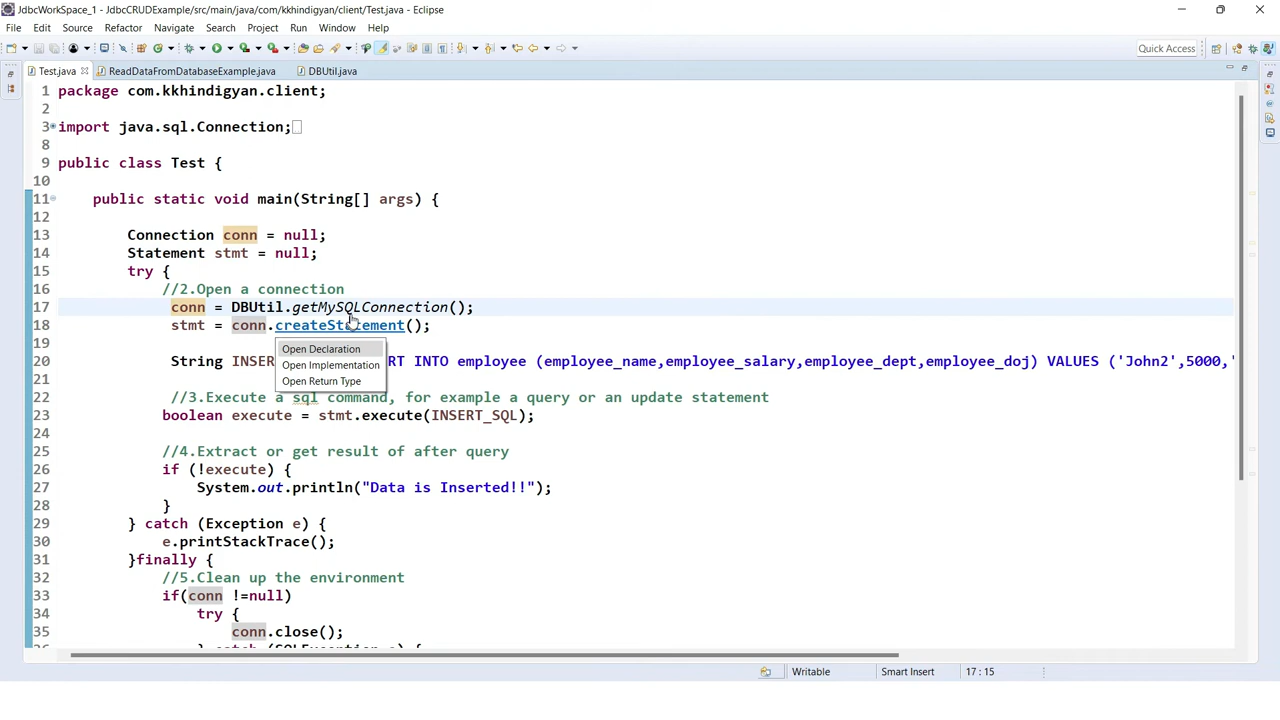 JdbcWorkSpace_1 - JdbcCRUDExample/src/main/java/com/kkhindigyan/client/Test.java - Eclipse
File Edit Source Refactor Navigate Search Project Run Window Help
Quick Access
Test.java ReadDataFromDatabaseExample.java DBUtil.java
1 package com.kkhindigyan.client;
2
3 import java.sql.Connection;
8
9 public class Test {
10
11 public static void main(String[] args) {
12
13 Connection conn = null;
14 Statement stmt = null;
15 try {
16 //2.Open a connection
17 conn = DBUtil.getMySQLConnection();
18 stmt = conn.createStatement();
19
Open Declaration
20 String INSER RT INTO employee (employee_name,employee_salary,employee_dept,employee_doj) VALUES ('John2',5000,'
Open Implementation
21
Open Return Type
22 //3.Execute a sql command, for example a query or an update statement
23 boolean execute = stmt.execute(INSERT_SQL);
24
25 //4.Extract or get result of after query
26 if (!execute) {
27 System.out.println("Data is Inserted!!");
28 }
29 } catch (Exception e) {
30 e.printStackTrace();
31 }finally {
32 //5.Clean up the environment
33 if(conn !=null)
34 try {
35 conn.close();
36 } catch (SQLException e) {
Writable Smart Insert 17 : 15